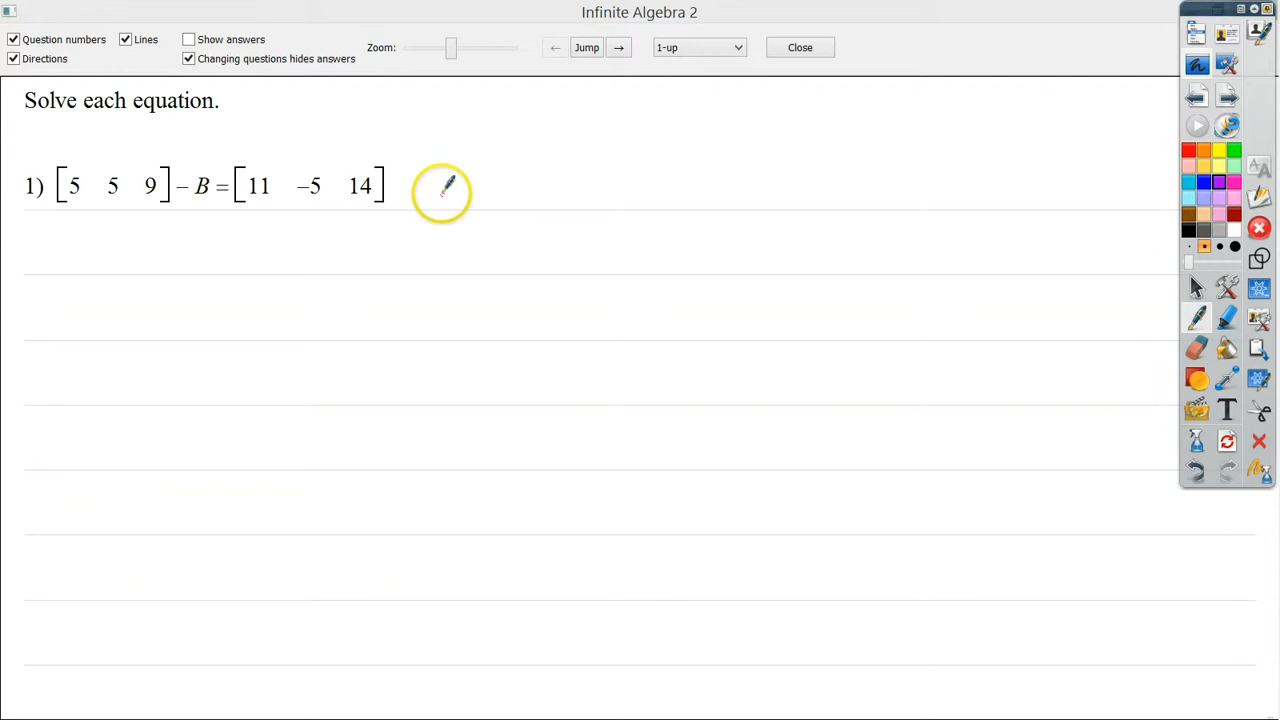 Infinite Algebra 2
Question numbers Lines Show answers Zoom: ← Jump → 1-up Close
Directions Changing questions hides answers
Solve each equation.
1) [5 5 9] – B = [11 –5 14]